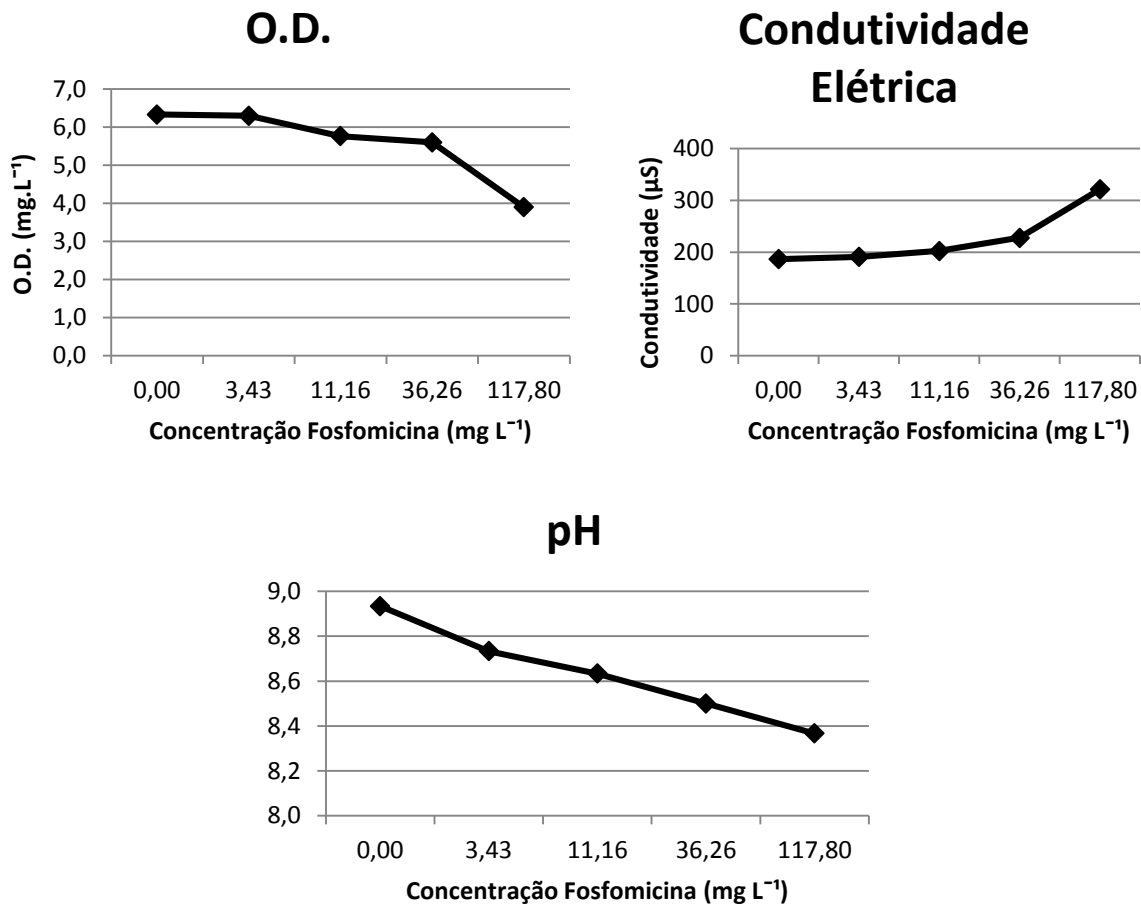 O.D.
7,0
6,0
5,0
4,0
3,0
2,0
1,0
0,0
O.D. (mg.L⁻¹)
0,00 3,43 11,16 36,26 117,80
Concentração Fosfomicina (mg L⁻¹)
Condutividade
Elétrica
400
300
200
100
0
Condutividade (µS)
0,00 3,43 11,16 36,26 117,80
Concentração Fosfomicina (mg L⁻¹)
pH
9,0
8,8
8,6
8,4
8,2
8,0
0,00 3,43 11,16 36,26 117,80
Concentração Fosfomicina (mg L⁻¹)